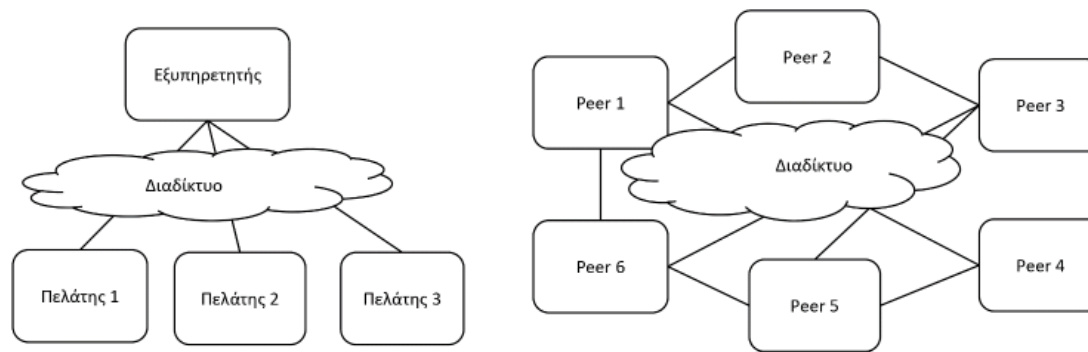 Εξυπηρετητής
Διαδίκτυο
Πελάτης 1
Πελάτης 2
Πελάτης 3
Peer 2
Peer 1
Peer 3
Διαδίκτυο
Peer 6
Peer 4
Peer 5